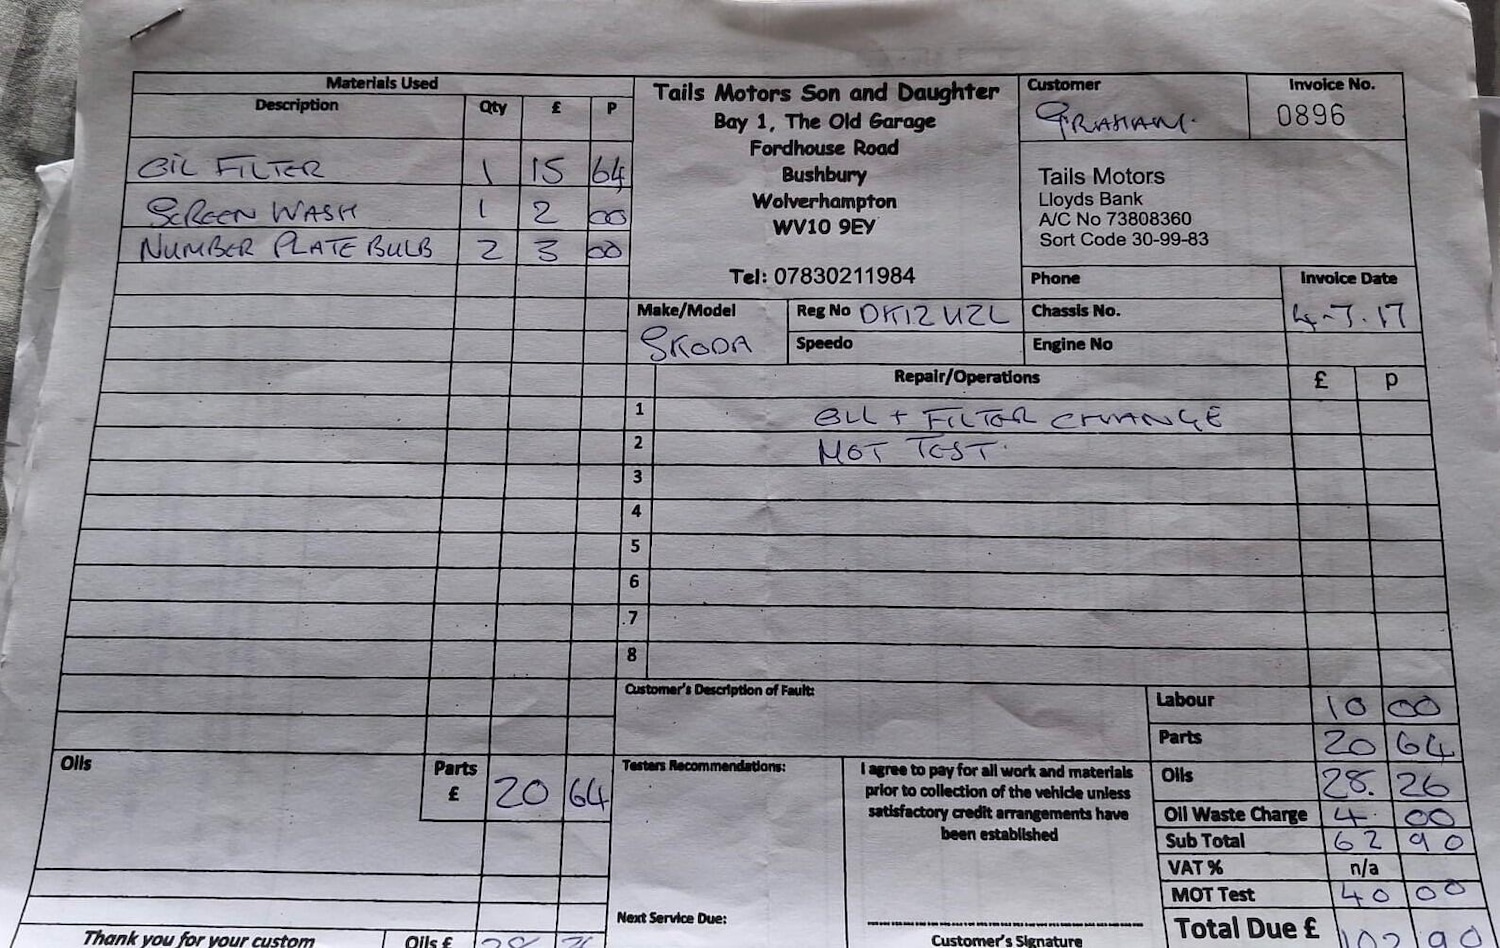 Materials Used
Description Qty £ P
OIL FILTER 1 15 64
SCREEN WASH 1 2 00
NUMBER PLATE BULB 2 3 00
Tails Motors Son and Daughter
Bay 1, The Old Garage
Fordhouse Road
Bushbury
Wolverhampton
WV10 9EY
Tel: 07830211984
Customer
GRAHAM.
Invoice No.
0896
Tails Motors
Lloyds Bank
A/C No 73808360
Sort Code 30-99-83
Phone
Invoice Date
4-7.17
Make/Model
SKODA
Reg No DK12UZL
Speedo
Chassis No.
Engine No
Repair/Operations £ p
1 OIL + FILTER CHANGE
2 MOT TEST.
3
4
5
6
7
8
Customer's Description of Fault:
Oils
Parts
£ 20 64
Testers Recommendations:
I agree to pay for all work and materials
prior to collection of the vehicle unless
satisfactory credit arrangements have
been established
Labour 10 00
Parts 20 64
Oils 28. 26
Oil Waste Charge 4. 00
Sub Total 62 90
VAT % n/a
MOT Test 40 00
Total Due £ 102 90
Next Service Due:
Customer's Signature
Thank you for your custom
Oils £ 28 26